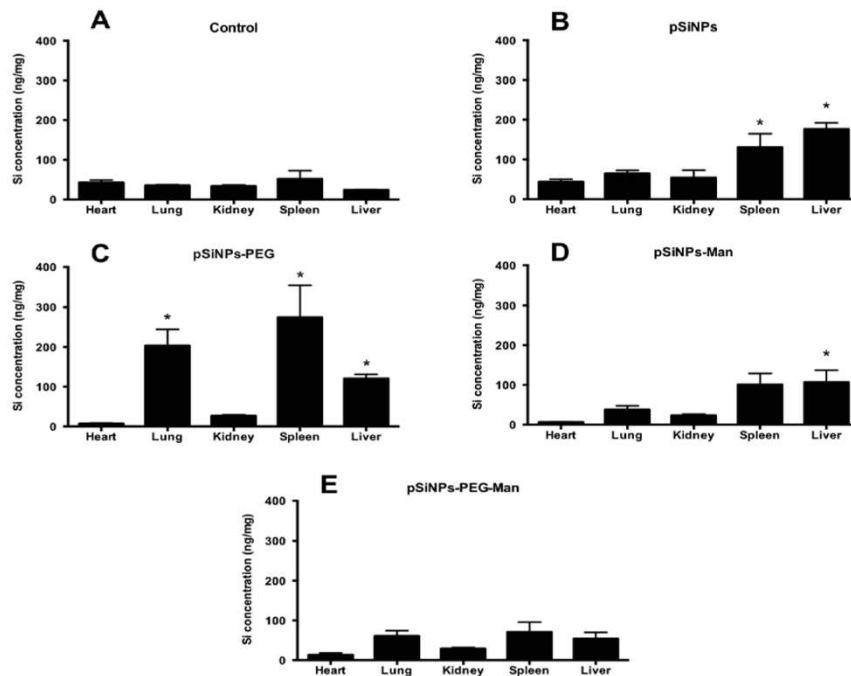 A
Control
Si concentration (ng/mg)
400
300
200
100
0
Heart Lung Kidney Spleen Liver
B
pSiNPs
Si concentration (ng/mg)
400
300
200
100
0
* *
Heart Lung Kidney Spleen Liver
C
pSiNPs-PEG
Si concentration (ng/mg)
400
300
200
100
0
* * *
Heart Lung Kidney Spleen Liver
D
pSiNPs-Man
Si concentration (ng/mg)
400
300
200
100
0
*
Heart Lung Kidney Spleen Liver
E
pSiNPs-PEG-Man
Si concentration (ng/mg)
400
300
200
100
0
Heart Lung Kidney Spleen Liver